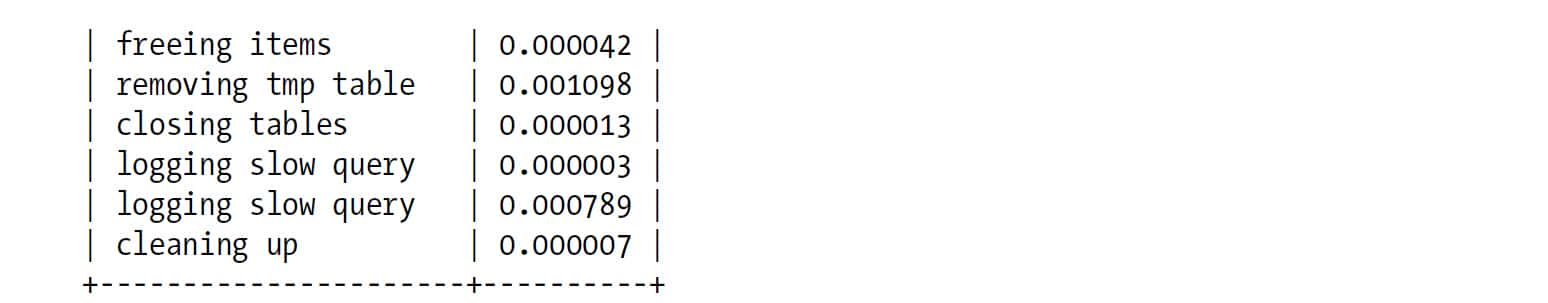 | freeing items        | 0.000042 |
| removing tmp table   | 0.001098 |
| closing tables       | 0.000013 |
| logging slow query   | 0.000003 |
| logging slow query   | 0.000789 |
| cleaning up          | 0.000007 |
+----------------------+----------+